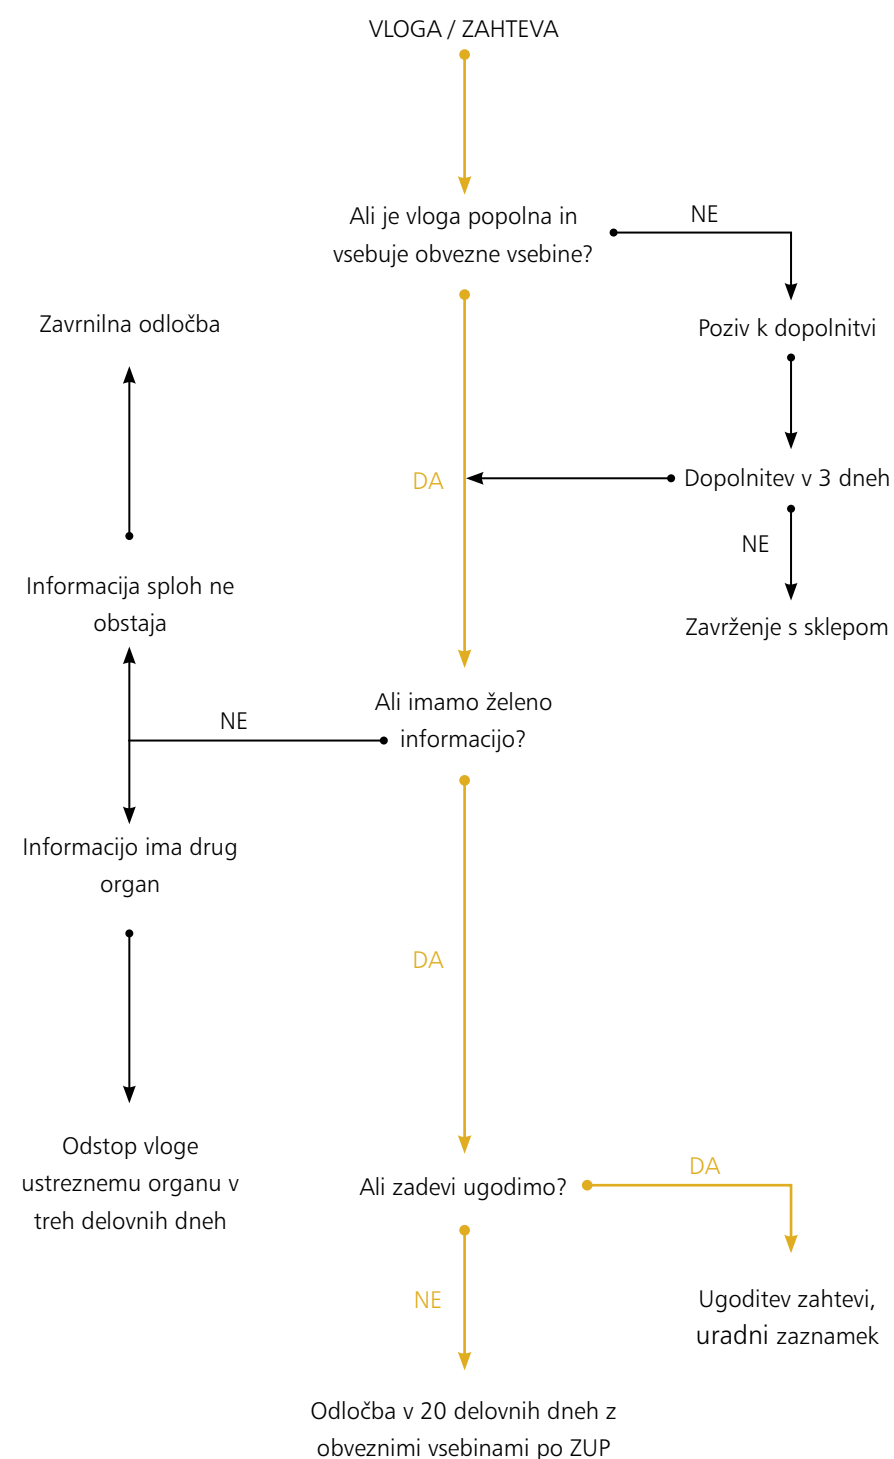 VLOGA / ZAHTEVA
Ali je vloga popolna in
vsebuje obvezne vsebine?
NE
Poziv k dopolnitvi
Zavrnilna odločba
DA
Dopolnitev v 3 dneh
NE
Zavrženje s sklepom
Informacija sploh ne
obstaja
Ali imamo želeno
informacijo?
NE
Informacijo ima drug
organ
DA
Odstop vloge
ustreznemu organu v
treh delovnih dneh
Ali zadevi ugodimo?
DA
NE
Ugoditev zahtevi,
uradni zaznamek
Odločba v 20 delovnih dneh z
obveznimi vsebinami po ZUP